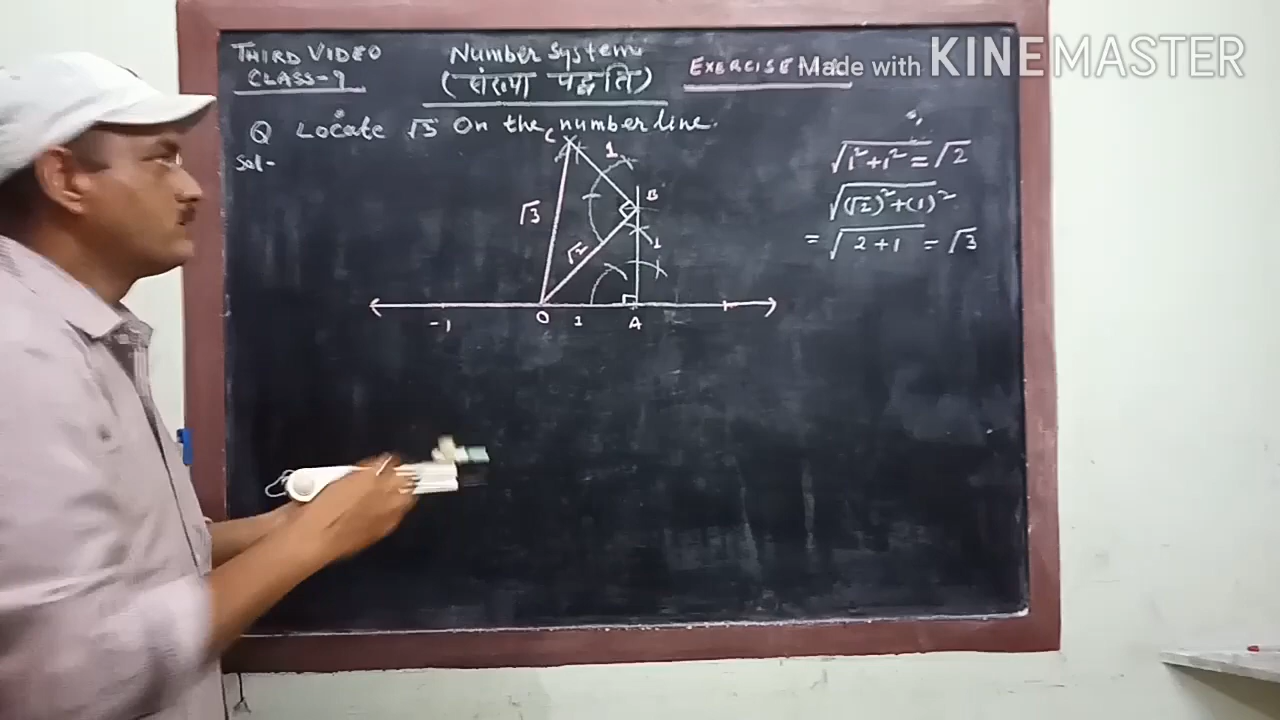 THIRD VIDEO
CLASS-9
Number System
(संख्या पद्धति)
EXERCISE
Made with KINEMASTER
Q Locate √3 On the number line.
Sol-
C
1
B
√3
√2
1
-1
O
1
A
√1²+1² = √2
√(√2)²+(1)²
= √2+1 = √3